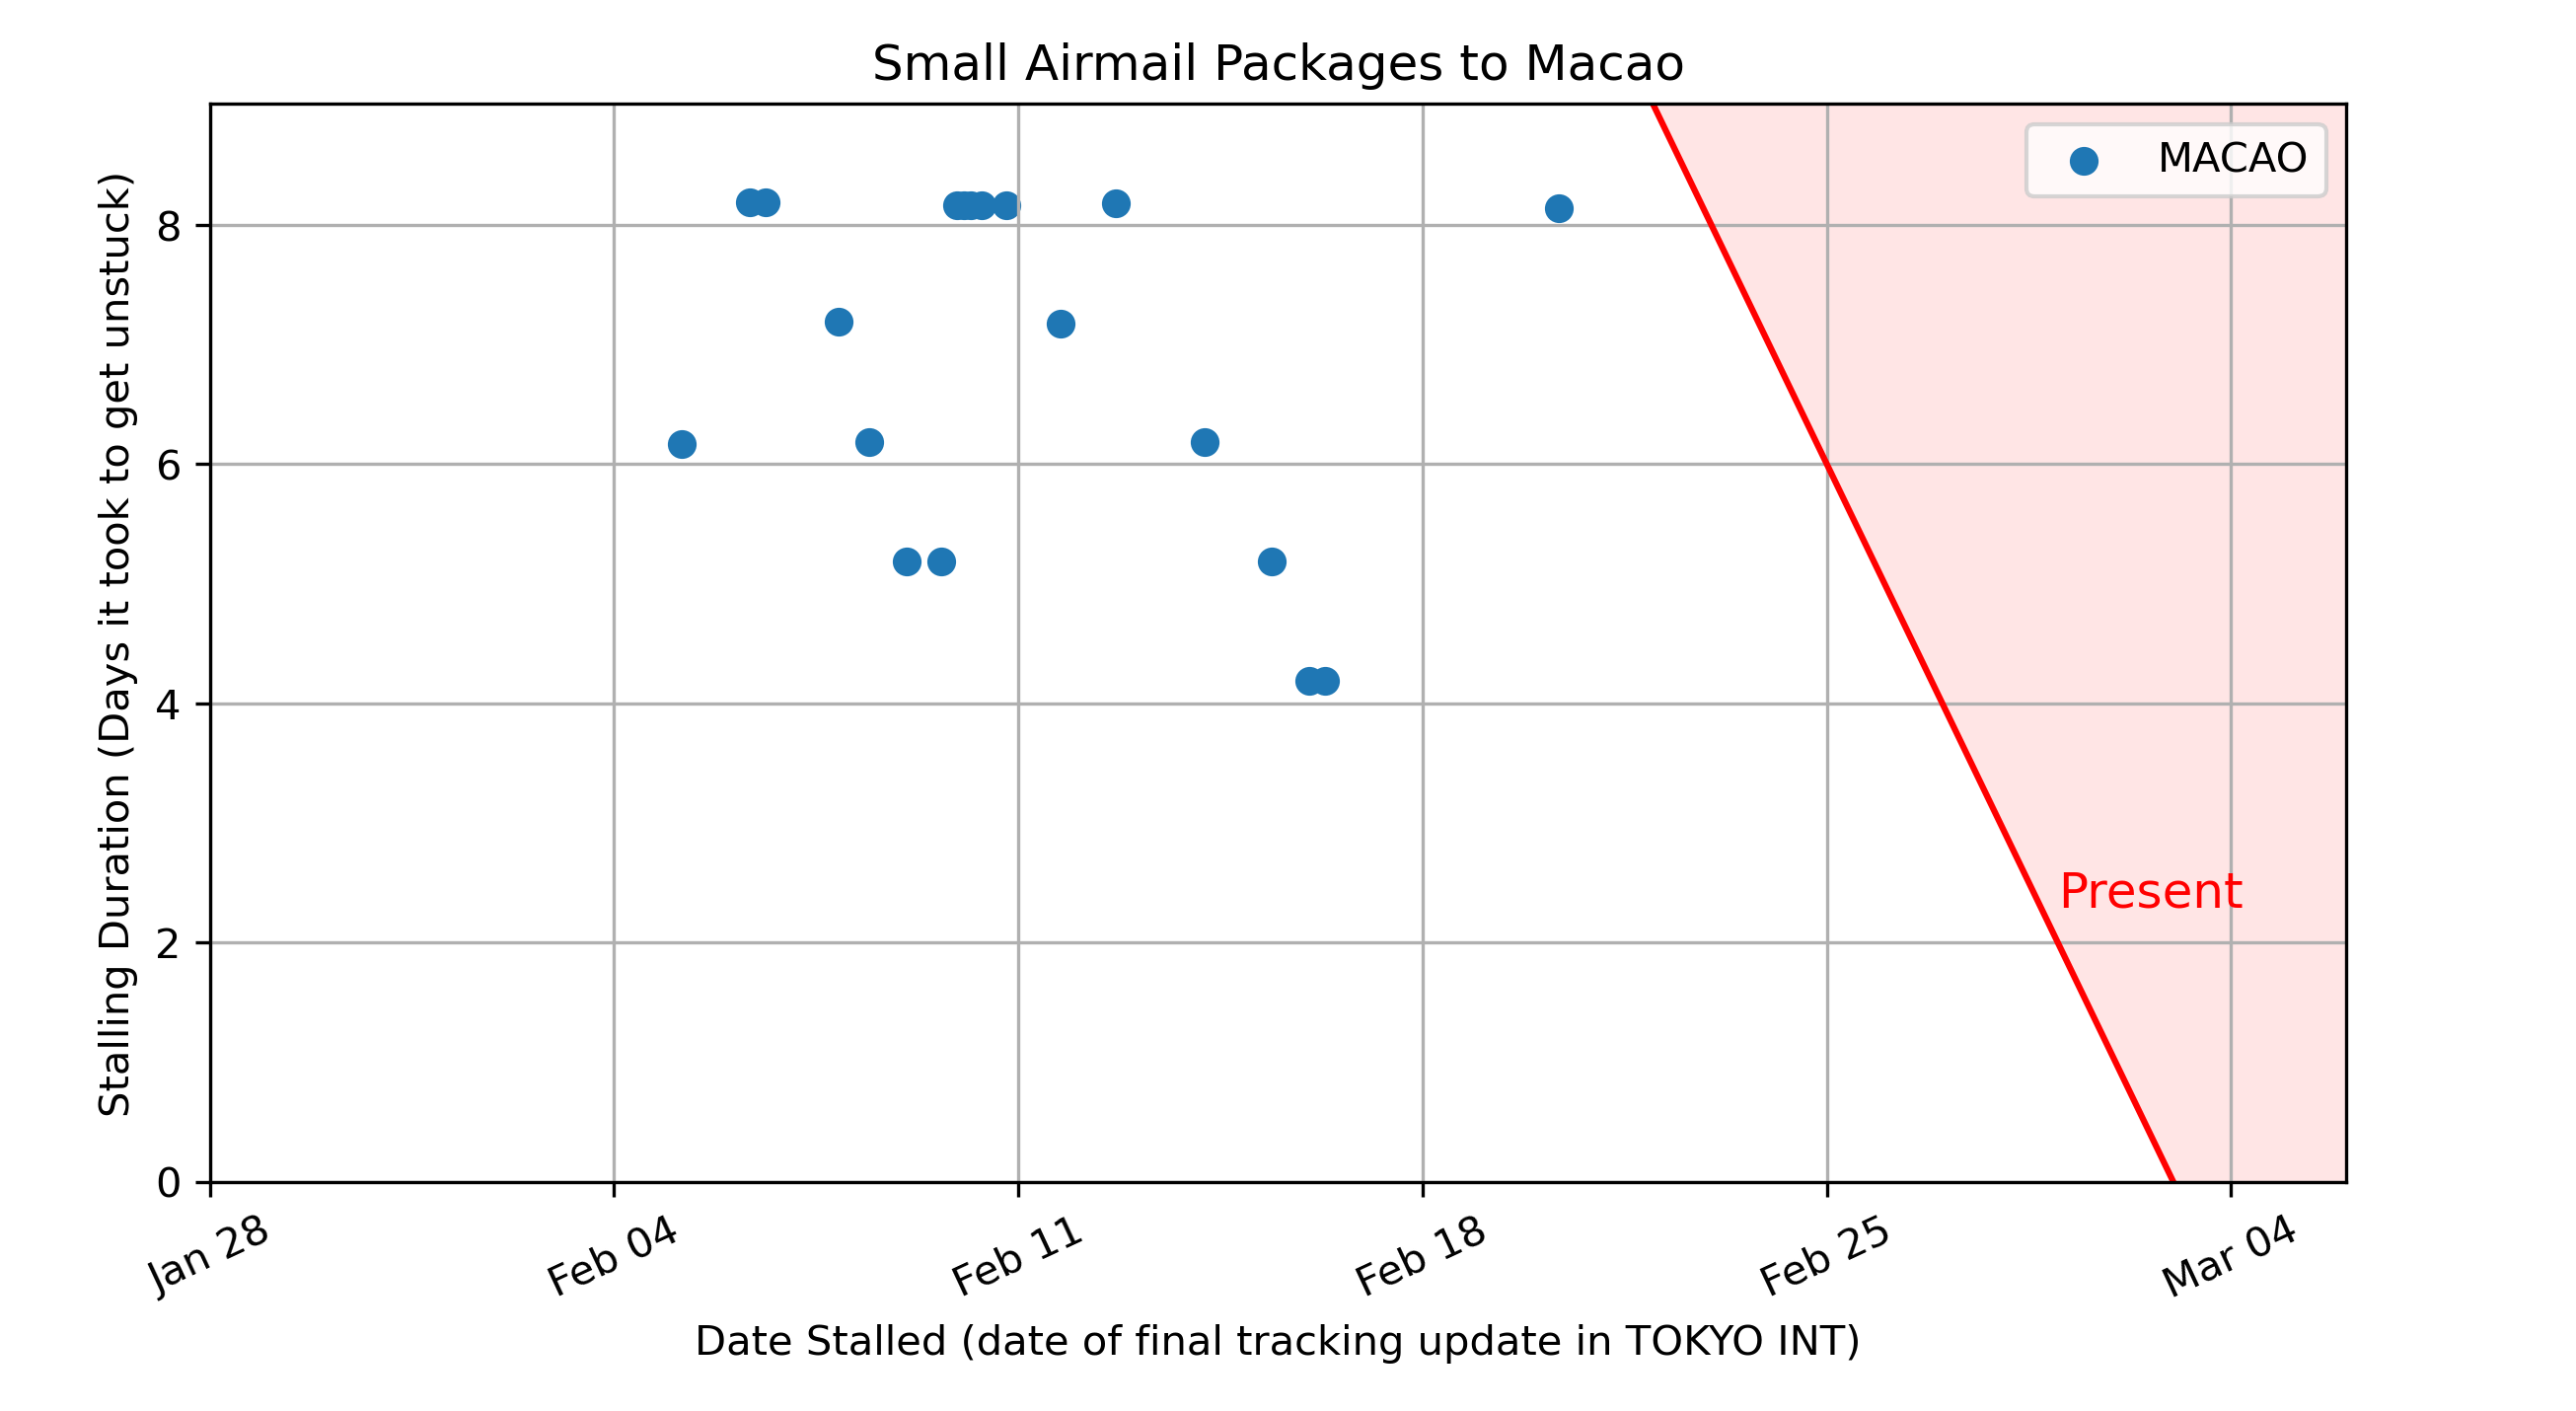 Small Airmail Packages to Macao
MACAO
Stalling Duration (Days it took to get unstuck)
8
6
4
2
0
Present
Jan 28
Feb 04
Feb 11
Feb 18
Feb 25
Mar 04
Date Stalled (date of final tracking update in TOKYO INT)